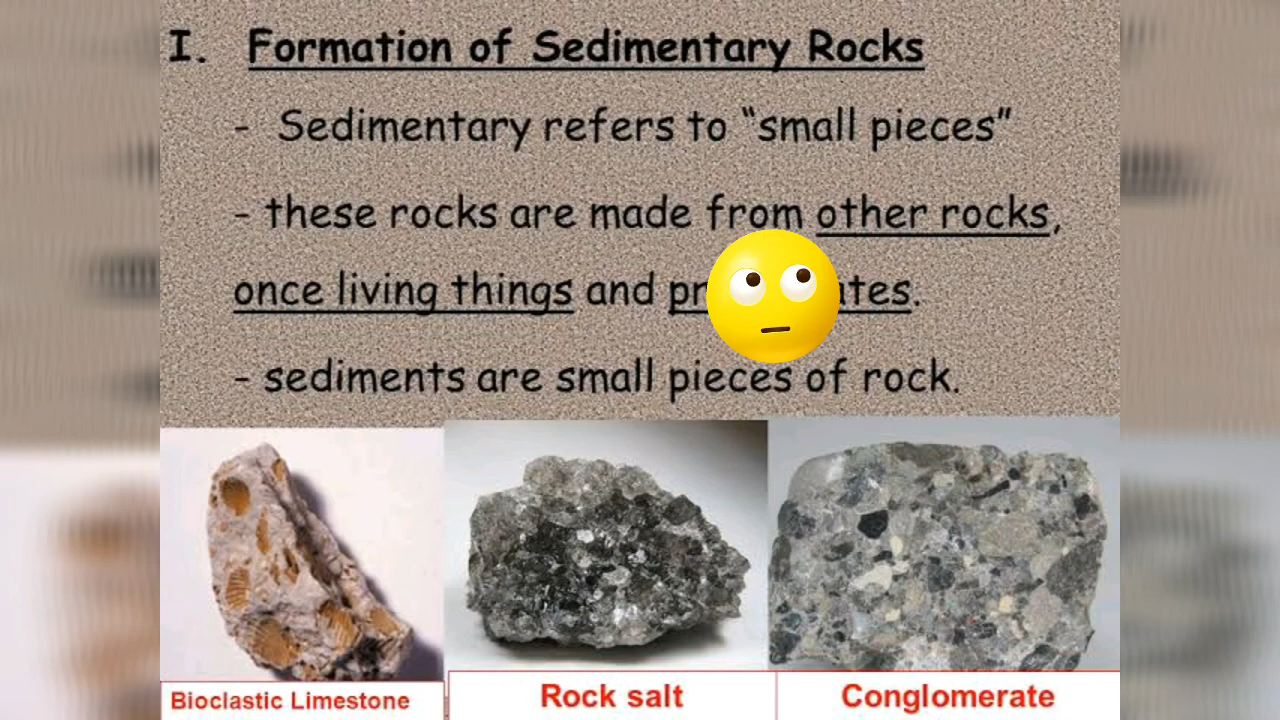 I. Formation of Sedimentary Rocks
- Sedimentary refers to “small pieces”
- these rocks are made from other rocks,
once living things and
- sediments are small pieces of rock.
Bioclastic Limestone
Rock salt
Conglomerate